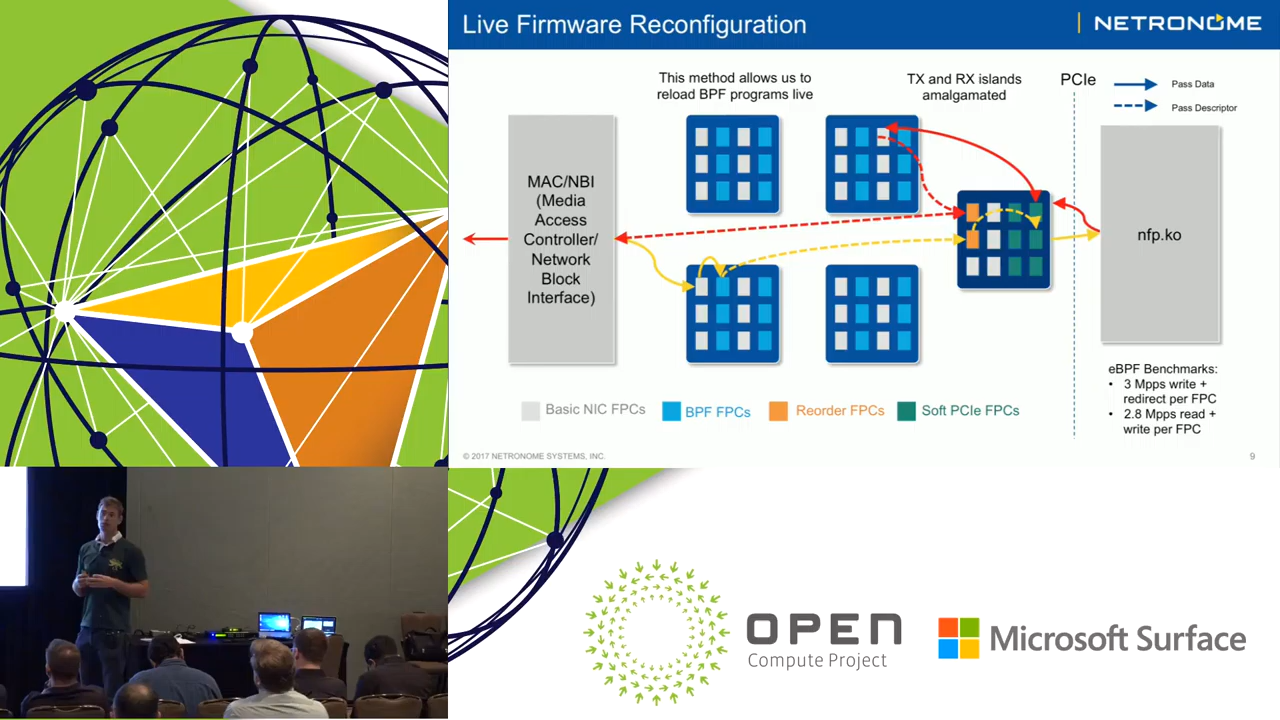 Live Firmware Reconfiguration
NETRONOME
This method allows us to
reload BPF programs live
TX and RX islands
amalgamated
PCIe
Pass Data
Pass Descriptor
MAC/NBI
(Media
Access
Controller/
Network
Block
Interface)
nfp.ko
eBPF Benchmarks:
• 3 Mpps write +
redirect per FPC
• 2.8 Mpps read +
write per FPC
Basic NIC FPCs
BPF FPCs
Reorder FPCs
Soft PCIe FPCs
© 2017 NETRONOME SYSTEMS, INC.
9
OPEN
Compute Project
Microsoft Surface